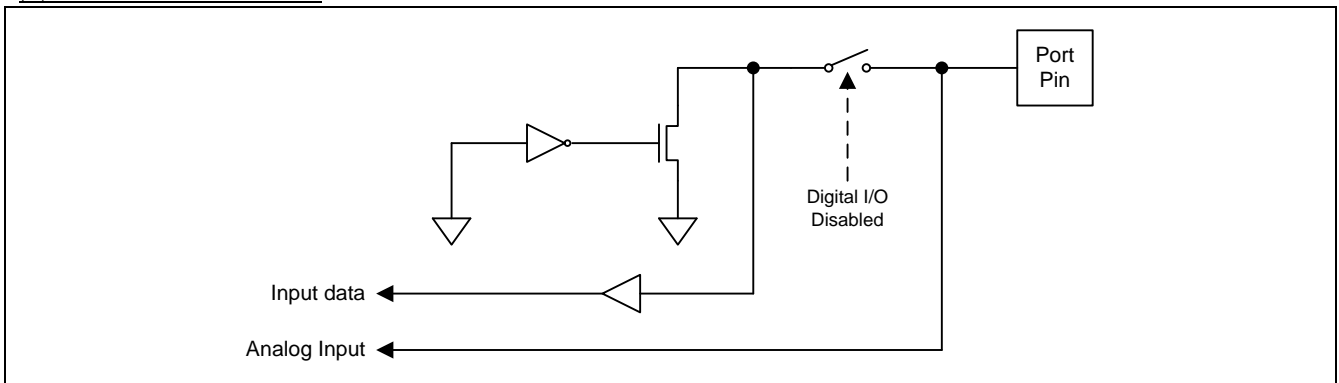 Port
Pin
Digital I/O
Disabled
Input data
Analog Input